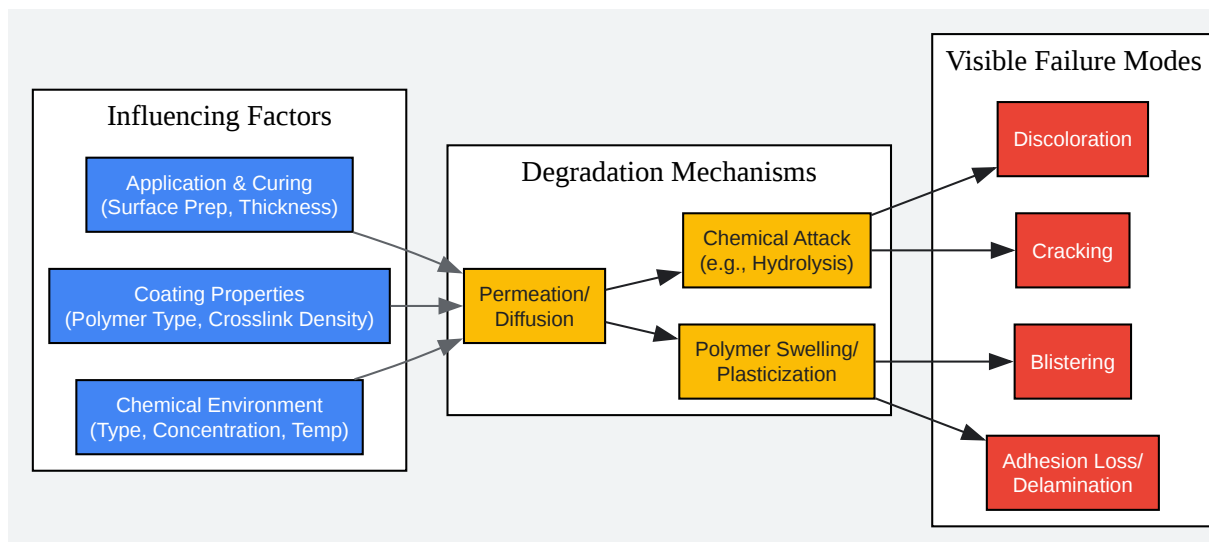 Influencing Factors
Application & Curing
(Surface Prep, Thickness)
Coating Properties
(Polymer Type, Crosslink Density)
Chemical Environment
(Type, Concentration, Temp)
Degradation Mechanisms
Permeation/
Diffusion
Chemical Attack
(e.g., Hydrolysis)
Polymer Swelling/
Plasticization
Visible Failure Modes
Discoloration
Cracking
Blistering
Adhesion Loss/
Delamination